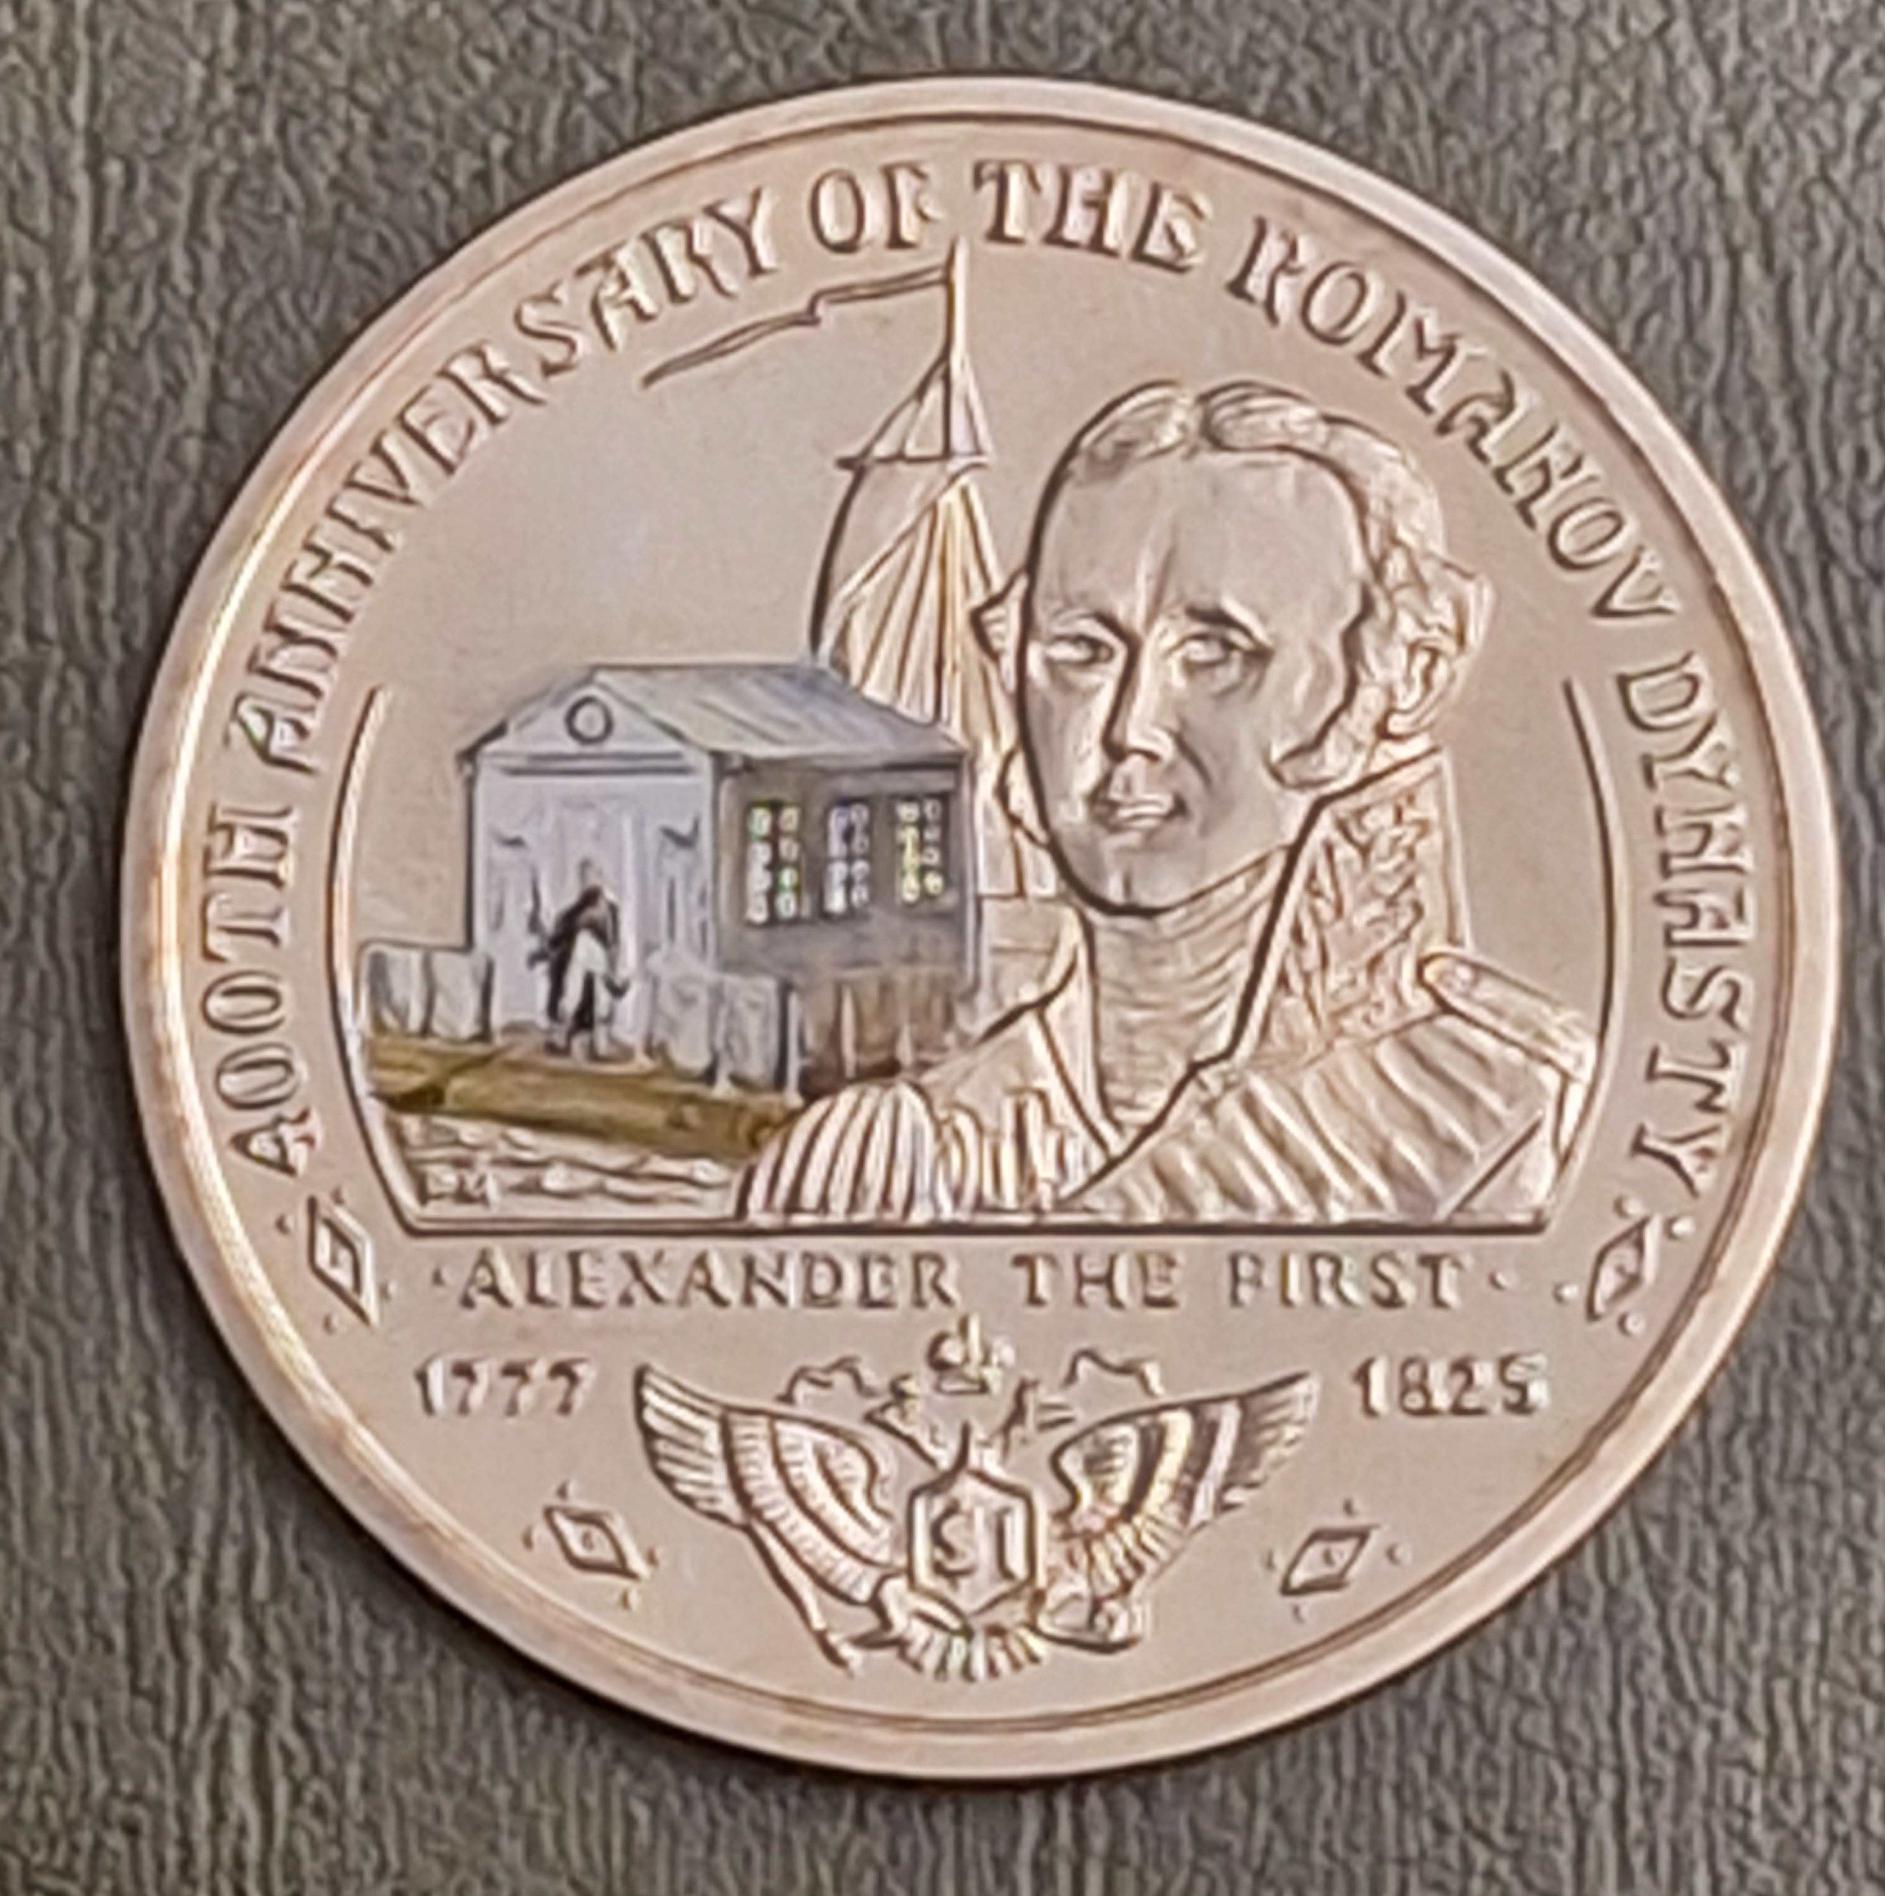 400TH ANNIVERSARY OF THE ROMANOV DYNASTY
·ALEXANDER THE FIRST·
1777
1825
$1